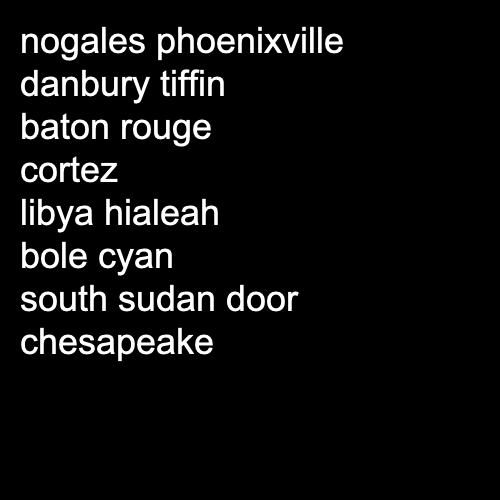 nogales phoenixville
danbury tiffin
baton rouge
cortez
libya hialeah
bole cyan
south sudan door
chesapeake